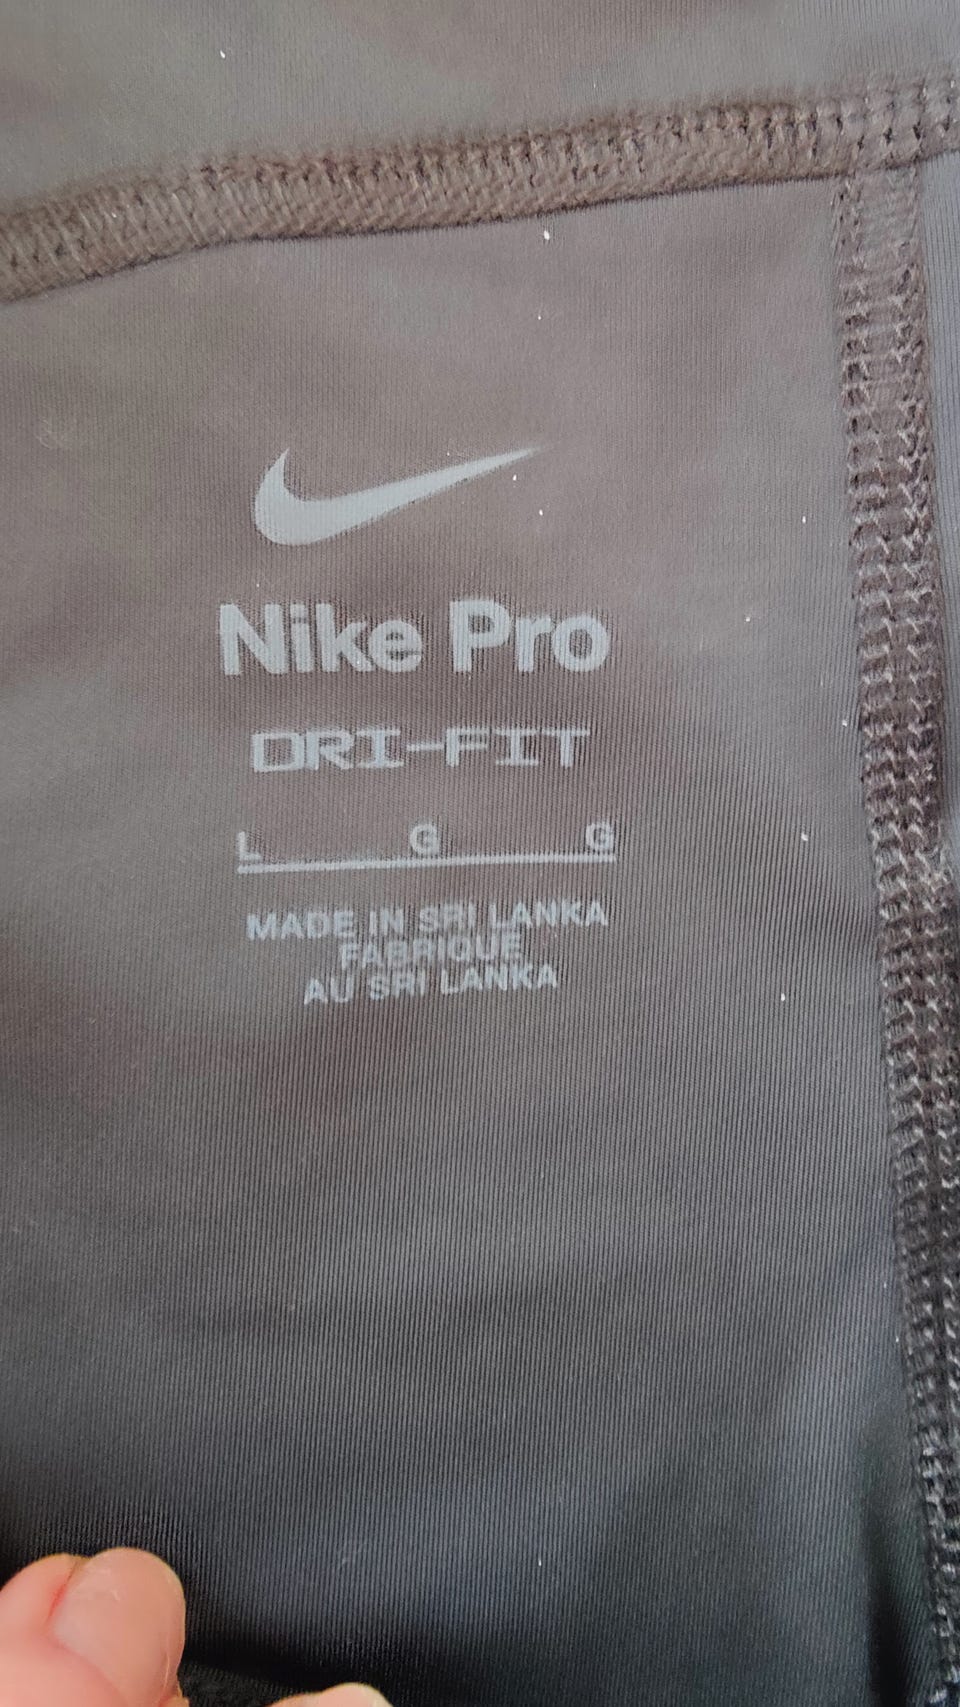 Nike Pro
DRI-FIT
L G G
MADE IN SRI LANKA
FABRIQUE
AU SRI LANKA